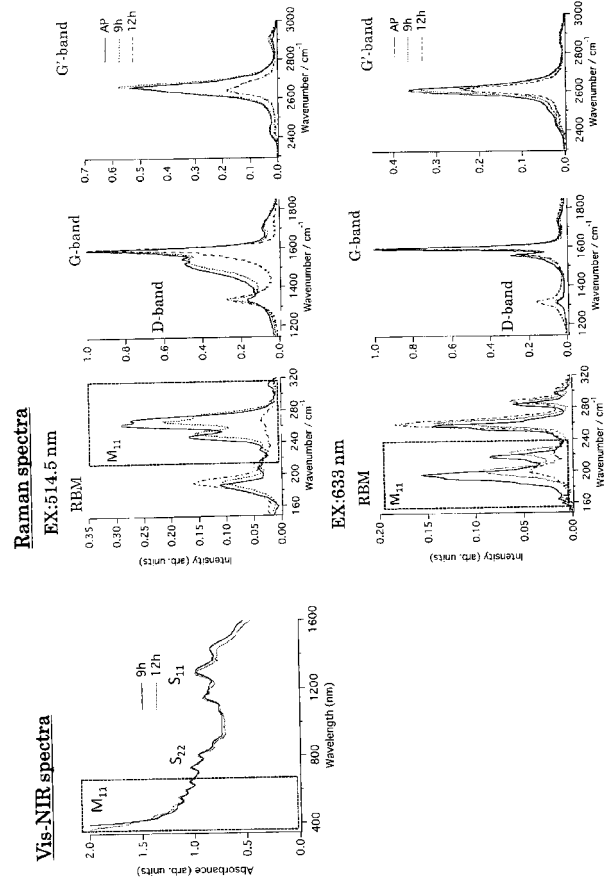 Raman spectra
EX:514.5 nm
RBM
M11
0.35
0.30
0.25
0.20
0.15
0.10
0.05
0.00
Intensity (arb. units)
160 200 240 280 320
Wavenumber / cm-1
G-band
D-band
1.0
0.8
0.6
0.4
0.2
0.0
1200 1400 1600 1800
Wavenumber / cm-1
G'-band
AP
9h
12h
0.7
0.6
0.5
0.4
0.3
0.2
0.1
0.0
2400 2600 2800 3000
Wavenumber / cm-1
EX:633 nm
RBM
M11
0.20
0.15
0.10
0.05
0.00
Intensity (arb. units)
160 200 240 280 320
Wavenumber / cm-1
G-band
D-band
1.0
0.8
0.6
0.4
0.2
0.0
1200 1400 1600 1800
Wavenumber / cm-1
G'-band
AP
9h
12h
0.4
0.3
0.2
0.1
0.0
2400 2600 2800 3000
Wavenumber / cm-1
Vis-NIR spectra
M11
S22
S11
9h
12h
2.0
1.5
1.0
0.5
0.0
Absorbance (arb. units)
400 800 1200 1600
Wavelength (nm)